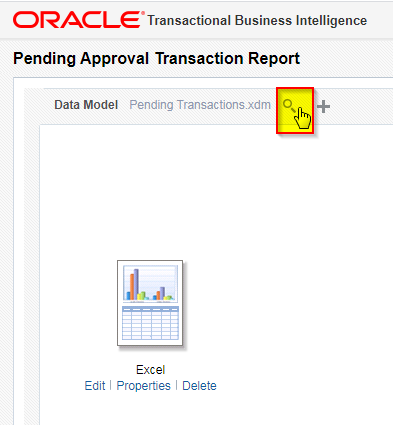 ORACLE® Transactional Business Intelligence
Pending Approval Transaction Report
Data Model Pending Transactions.xdm
Excel
Edit | Properties | Delete